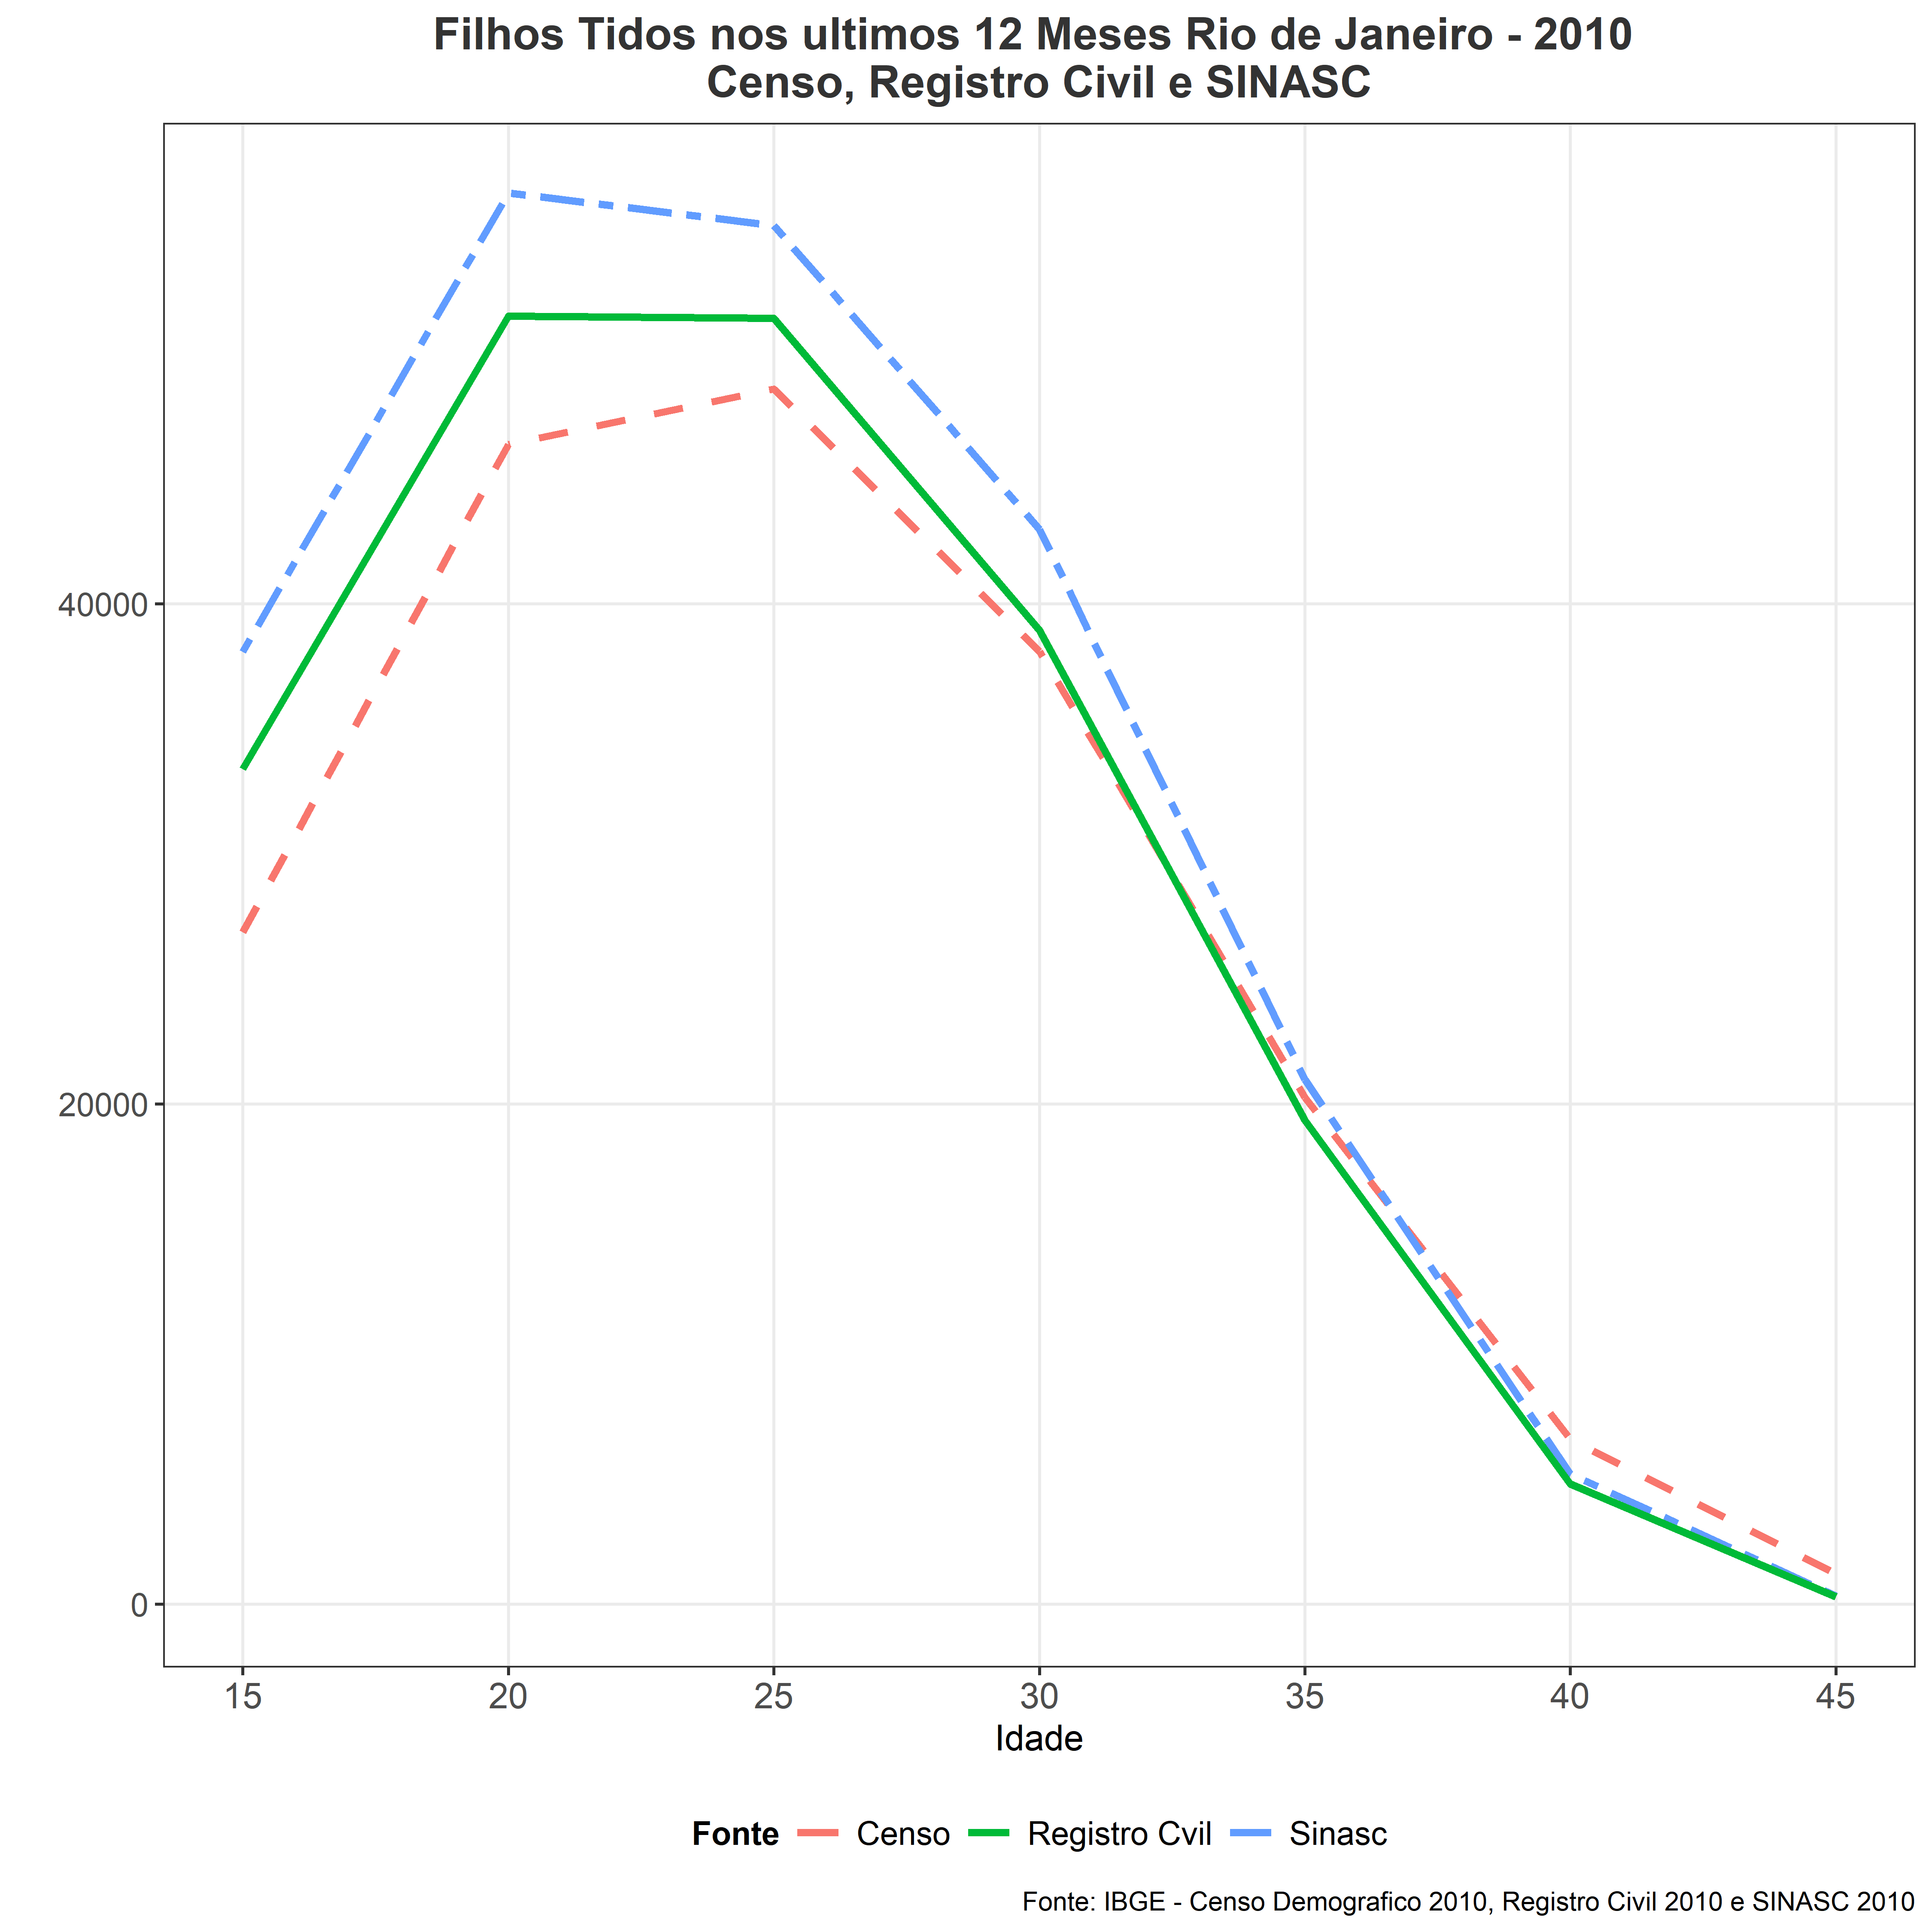 Filhos Tidos nos ultimos 12 Meses Rio de Janeiro - 2010
Censo, Registro Civil e SINASC
40000
20000
0
15 20 25 30 35 40 45
Idade
Fonte Censo Registro Cvil Sinasc
Fonte: IBGE - Censo Demografico 2010, Registro Civil 2010 e SINASC 2010